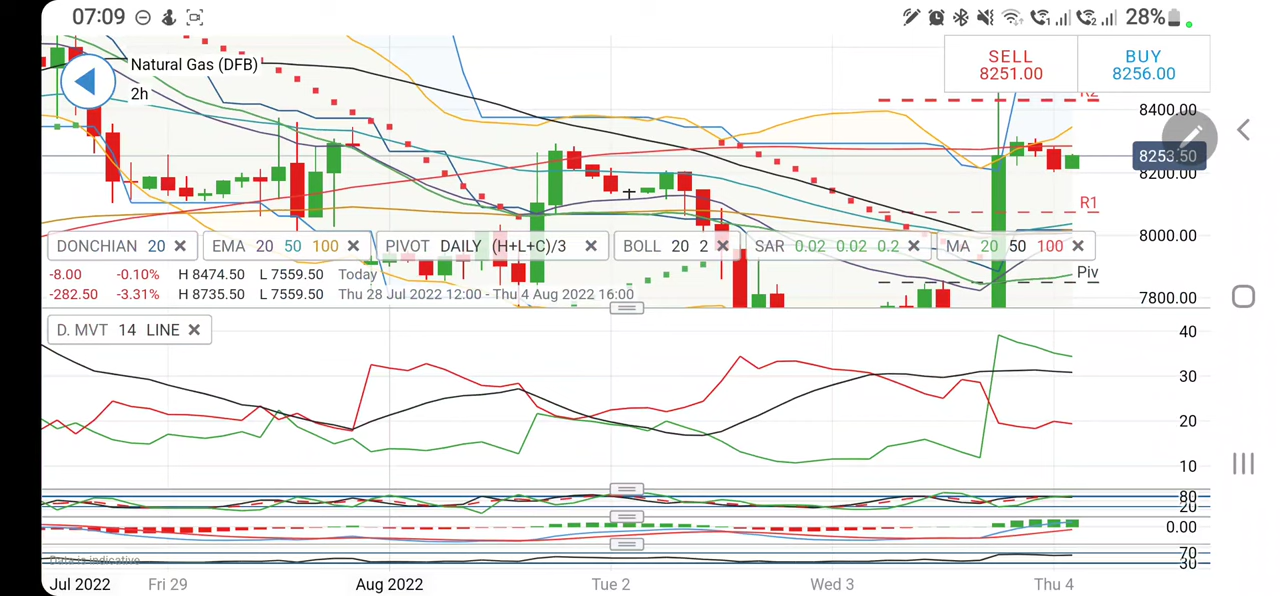 07:09 28%
Natural Gas (DFB)
2h
SELL BUY
8251.00 8256.00
R2
8400.00
8253.50
8200.00
R1
8000.00
DONCHIAN 20 EMA 20 50 100 PIVOT DAILY (H+L+C)/3 BOLL 20 2 SAR 0.02 0.02 0.2 MA 20 50 100
-8.00 -0.10% H 8474.50 L 7559.50 Today
Piv
-282.50 -3.31% H 8735.50 L 7559.50 Thu 28 Jul 2022 12:00 - Thu 4 Aug 2022 16:00
7800.00
D. MVT 14 LINE
40
30
20
10
80
20
0.00
70
Data is indicative
30
Jul 2022 Fri 29 Aug 2022 Tue 2 Wed 3 Thu 4